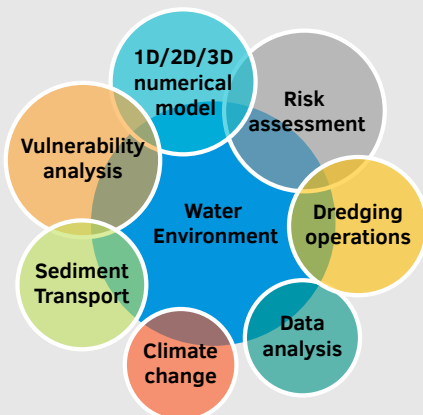 1D/2D/3D
numerical
model
Risk
assessment
Vulnerability
analysis
Water
Environment
Dredging
operations
Sediment
Transport
Data
analysis
Climate
change